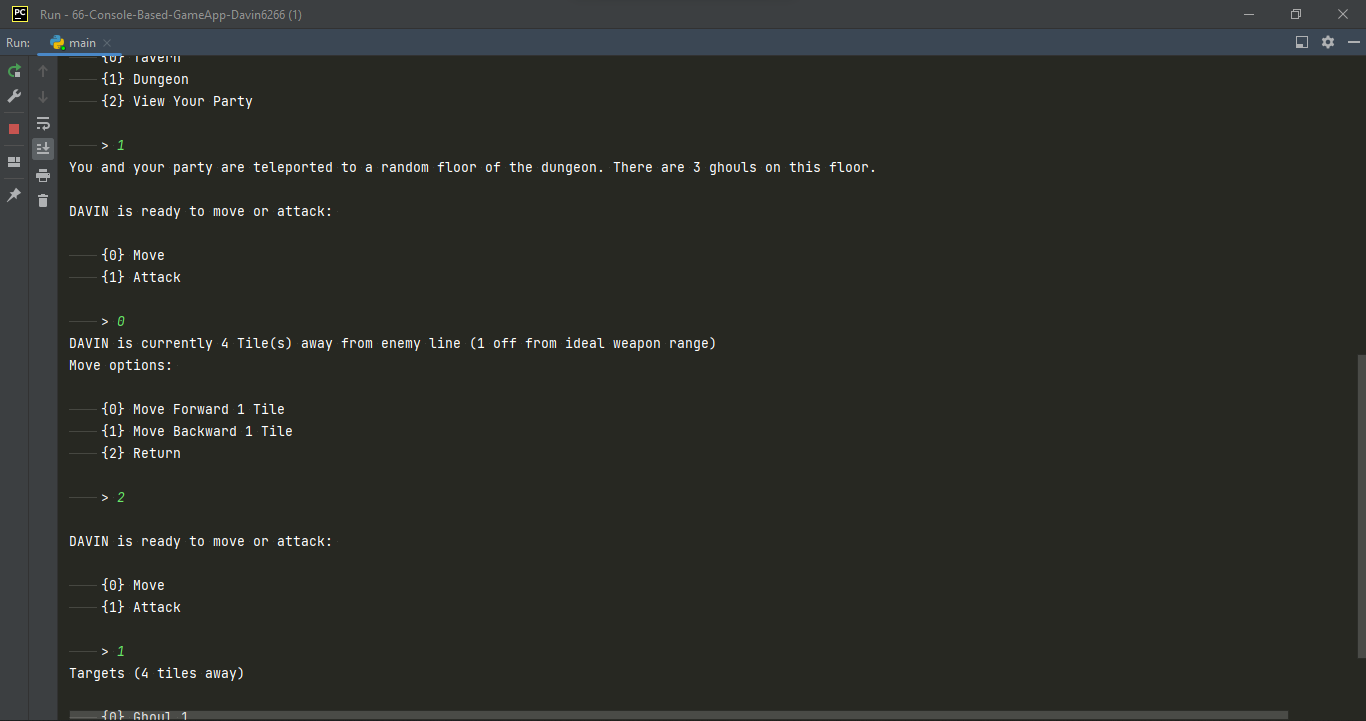 Run - 66-Console-Based-GameApp-Davin6266 (1)
Run: main
{0} Tavern
{1} Dungeon
{2} View Your Party
> 1
You and your party are teleported to a random floor of the dungeon. There are 3 ghouls on this floor.
DAVIN is ready to move or attack:
{0} Move
{1} Attack
> 0
DAVIN is currently 4 Tile(s) away from enemy line (1 off from ideal weapon range)
Move options:
{0} Move Forward 1 Tile
{1} Move Backward 1 Tile
{2} Return
> 2
DAVIN is ready to move or attack:
{0} Move
{1} Attack
> 1
Targets (4 tiles away)
{0} Ghoul 1